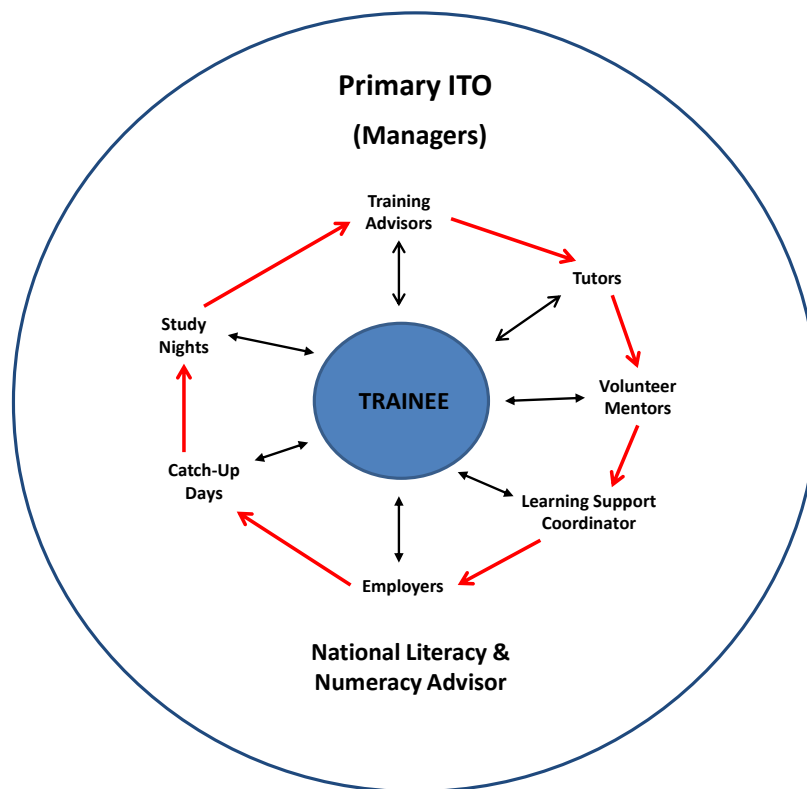 Primary ITO
(Managers)
Training
Advisors
Tutors
Study
Nights
TRAINEE
Volunteer
Mentors
Catch-Up
Days
Learning Support
Coordinator
Employers
National Literacy &
Numeracy Advisor